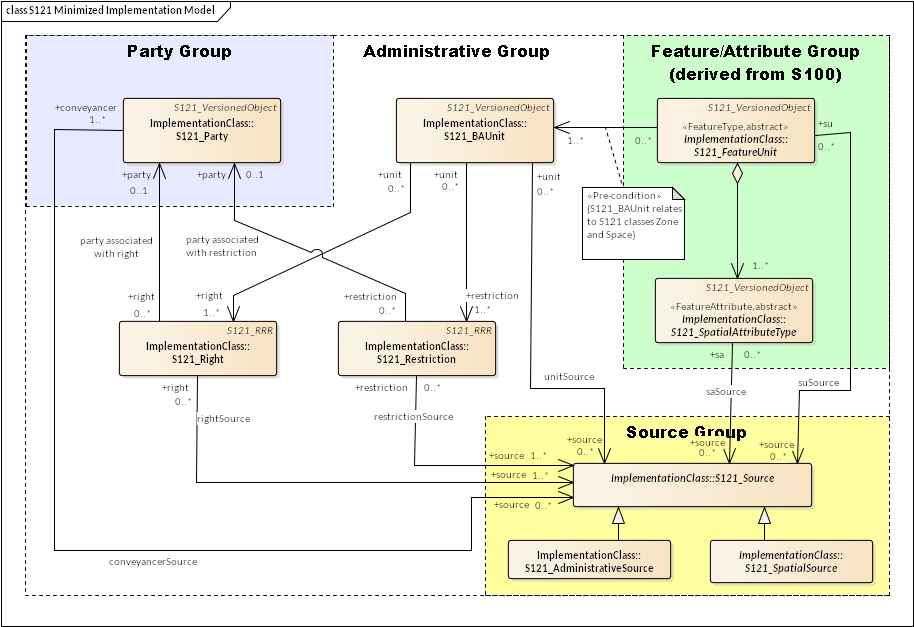 class S121 Minimized Implementation Model
Party Group
Administrative Group
Feature/Attribute Group
(derived from S100)
+conveyancer
1..*
S121_VersionedObject
ImplementationClass::
S121_Party
S121_VersionedObject
ImplementationClass::
S121_BAUnit
S121_VersionedObject
«FeatureType,abstract»
ImplementationClass::
S121_FeatureUnit
1..*
0..*
+su
0..*
+party
0..1
+party
0..1
+unit
0..*
+unit
0..*
+unit
0..*
«Pre-condition»
{S121_BAUnit relates
to S121 classes Zone
and Space}
party associated
with right
party associated
with restriction
1..*
S121_VersionedObject
«FeatureAttribute,abstract»
ImplementationClass::
S121_SpatialAttributeType
+right
0..*
+right
1..*
+restriction
0..*
+restriction
1..*
S121_RRR
ImplementationClass::
S121_Right
S121_RRR
ImplementationClass::
S121_Restriction
+sa
0..*
+right
0..*
+restriction
0..*
unitSource
saSource
suSource
rightSource
restrictionSource
Source Group
+source
0..*
+source
0..*
+source
0..*
+source 1..*
+source 1..*
+source 0..*
ImplementationClass::S121_Source
ImplementationClass::
S121_AdministrativeSource
ImplementationClass::
S121_SpatialSource
conveyancerSource